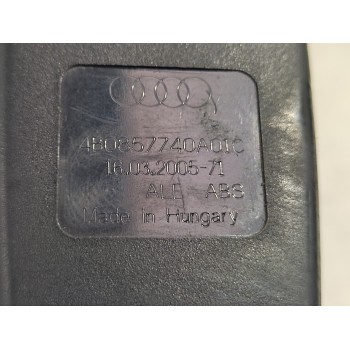 4B0857740A01C
16.03.2005-71
ALE ABS
Made in Hungary